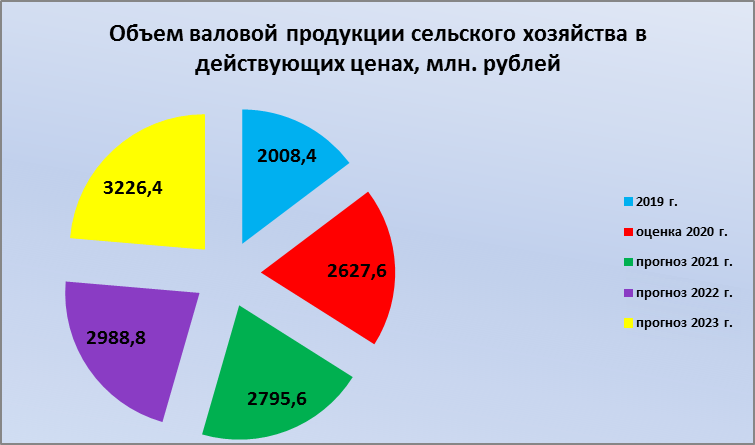 Объем валовой продукции сельского хозяйства в
действующих ценах, млн. рублей
2008,4
3226,4
2627,6
2988,8
2795,6
2019 г.
оценка 2020 г.
прогноз 2021 г.
прогноз 2022 г.
прогноз 2023 г.